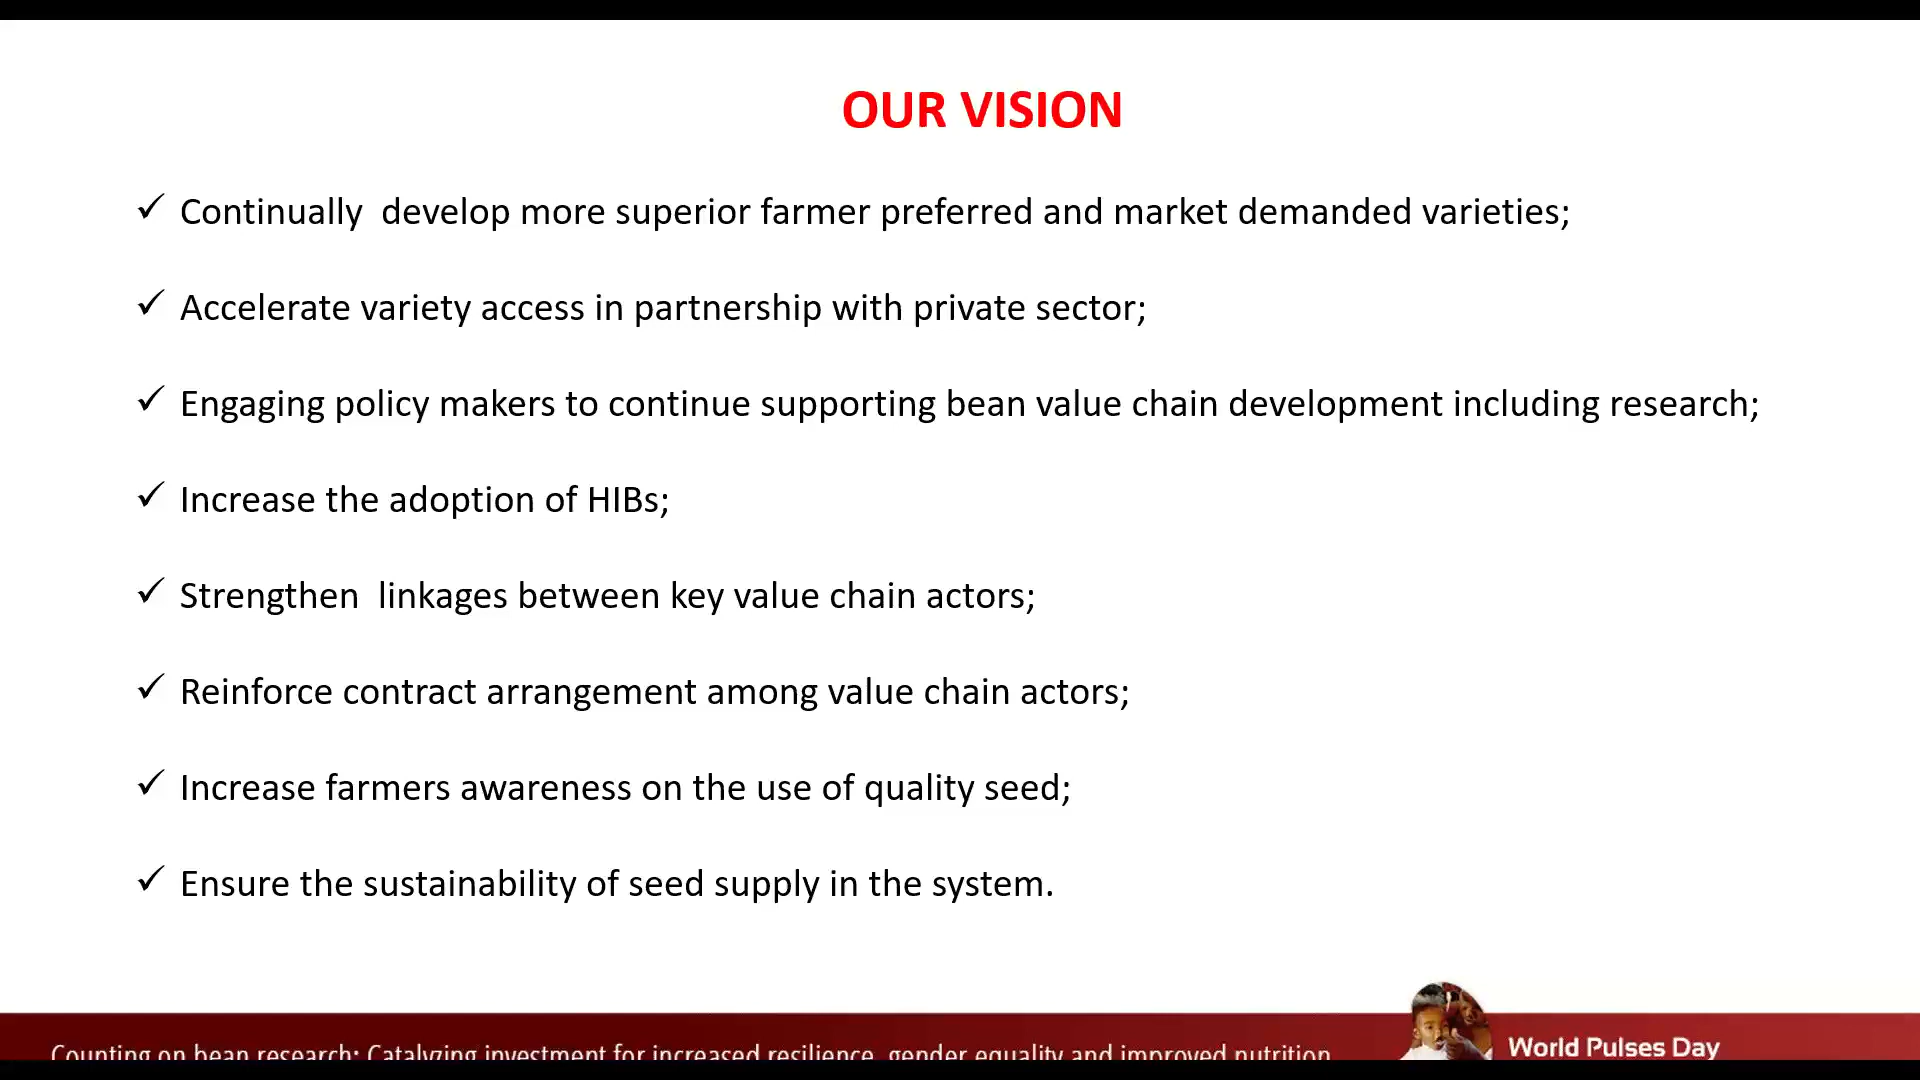 OUR VISION
✓ Continually  develop more superior farmer preferred and market demanded varieties;
✓ Accelerate variety access in partnership with private sector;
✓ Engaging policy makers to continue supporting bean value chain development including research;
✓ Increase the adoption of HIBs;
✓ Strengthen  linkages between key value chain actors;
✓ Reinforce contract arrangement among value chain actors;
✓ Increase farmers awareness on the use of quality seed;
✓ Ensure the sustainability of seed supply in the system.
Counting on bean research: Catalyzing investment for increased resilience, gender equality and improved nutrition
World Pulses Day